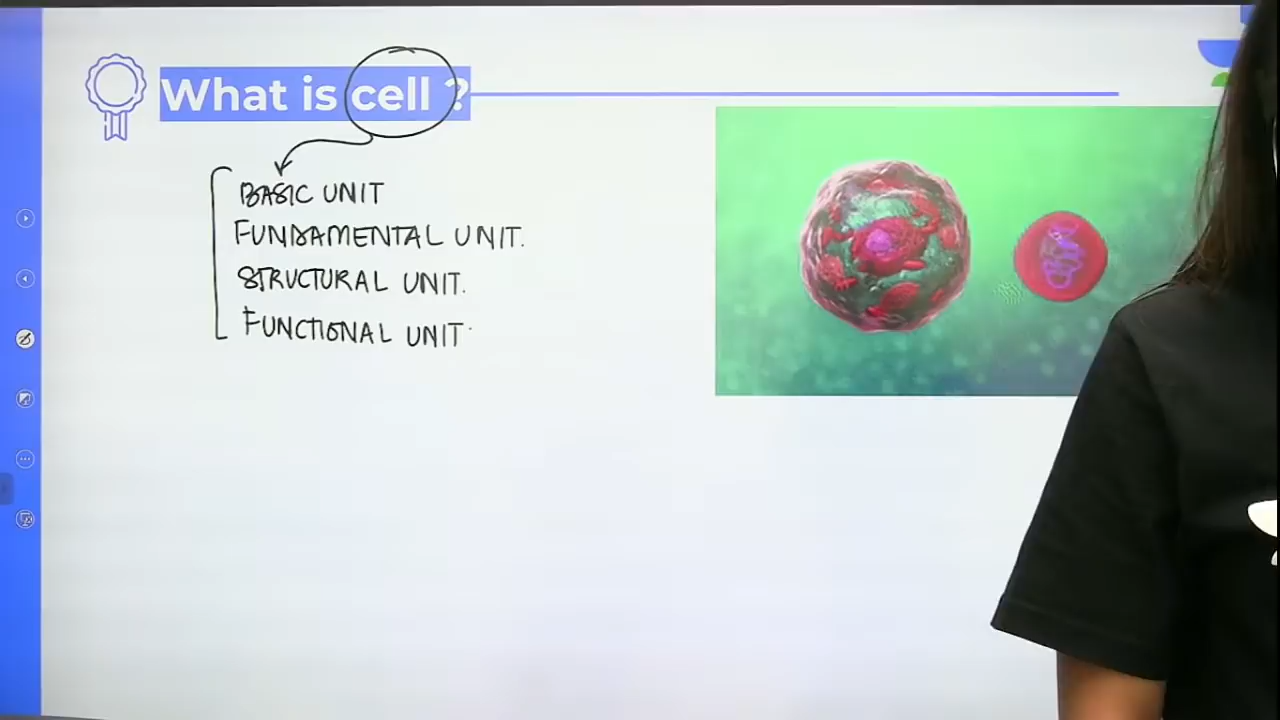 What is cell ?
BASIC UNIT
FUNDAMENTAL UNIT.
STRUCTURAL UNIT.
FUNCTIONAL UNIT